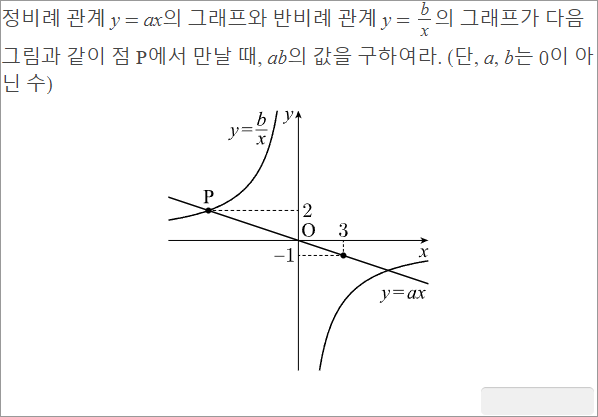 정비례 관계 y = ax의 그래프와 반비례 관계 y = b/x 의 그래프가 다음
그림과 같이 점 P에서 만날 때, ab의 값을 구하여라. (단, a, b는 0이 아
닌 수)
y=b/x
y
P
2
O
3
x
−1
y=ax